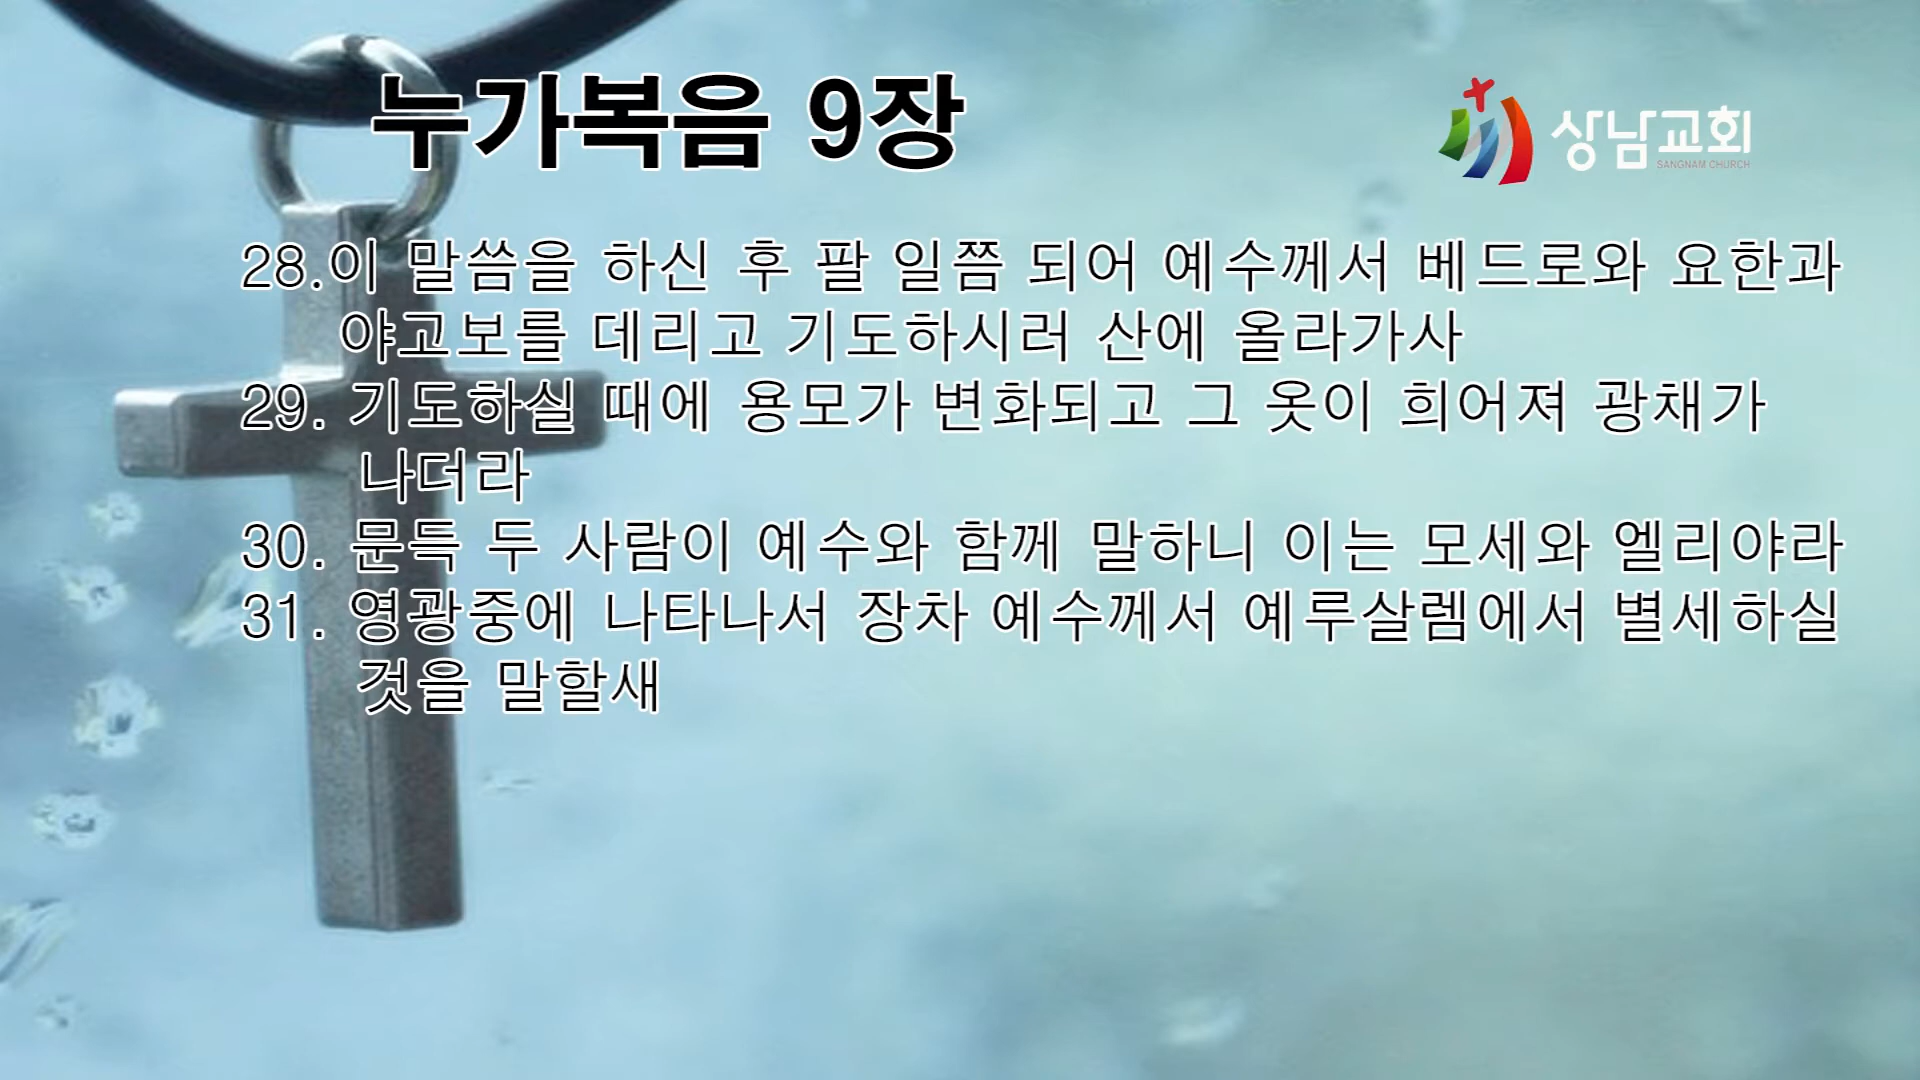 누가복음 9장
상남교회
SANGNAM CHURCH
28.이 말씀을 하신 후 팔 일쯤 되어 예수께서 베드로와 요한과
야고보를 데리고 기도하시러 산에 올라가사
29. 기도하실 때에 용모가 변화되고 그 옷이 희어져 광채가
나더라
30. 문득 두 사람이 예수와 함께 말하니 이는 모세와 엘리야라
31. 영광중에 나타나서 장차 예수께서 예루살렘에서 별세하실
것을 말할새